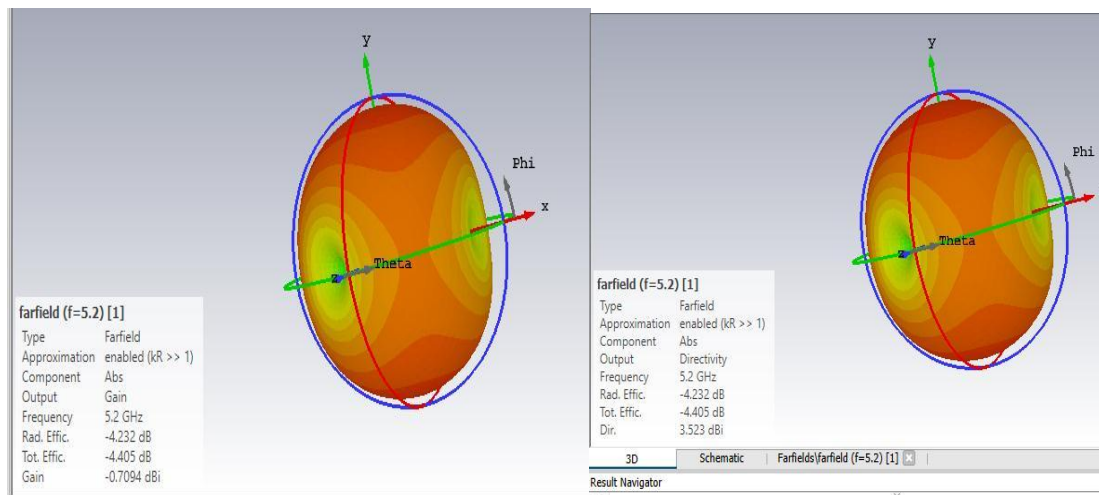 y
Phi
x
Theta
z
farfield (f=5.2) [1]
Type Farfield
Approximation enabled (kR >> 1)
Component Abs
Output Gain
Frequency 5.2 GHz
Rad. Effic. -4.232 dB
Tot. Effic. -4.405 dB
Gain -0.7094 dBi
y
Phi
Theta
z
farfield (f=5.2) [1]
Type Farfield
Approximation enabled (kR >> 1)
Component Abs
Output Directivity
Frequency 5.2 GHz
Rad. Effic. -4.232 dB
Tot. Effic. -4.405 dB
Dir. 3.523 dBi
3D Schematic Farfields\farfield (f=5.2) [1]
Result Navigator